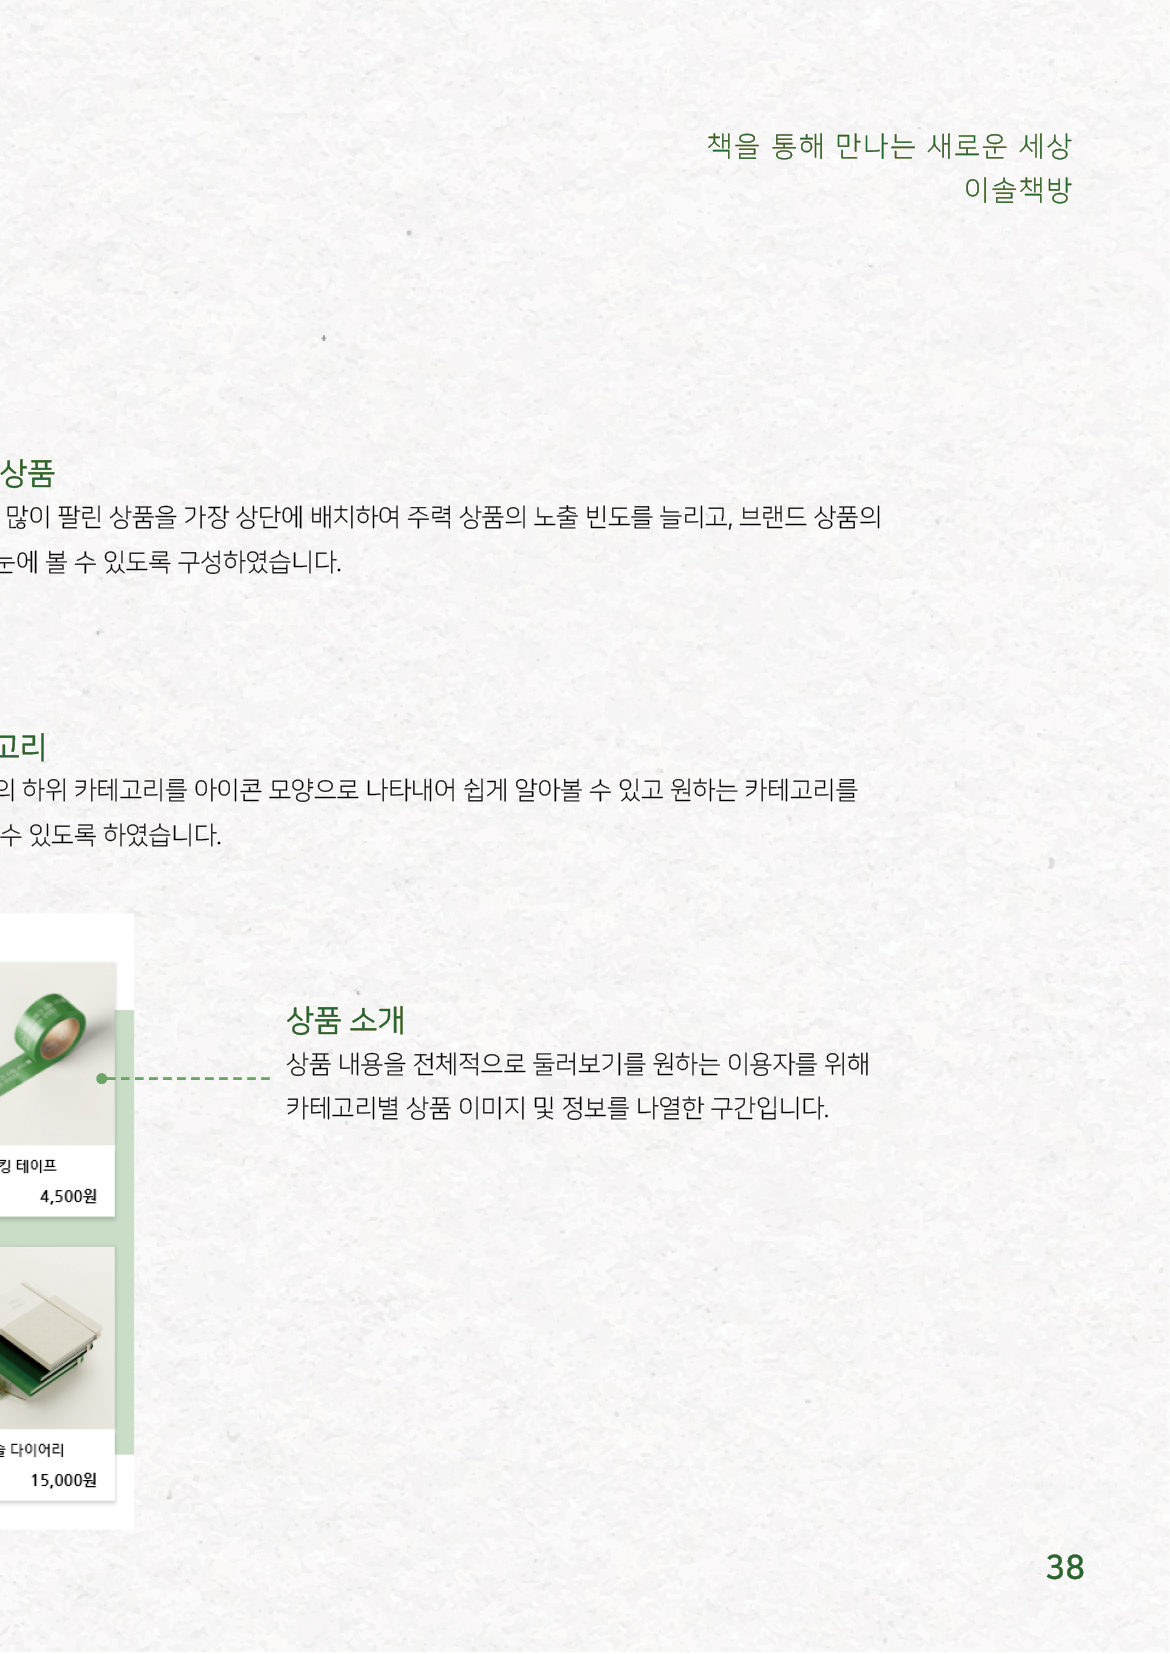 책을 통해 만나는 새로운 세상
이솔책방
상품
많이 팔린 상품을 가장 상단에 배치하여 주력 상품의 노출 빈도를 늘리고, 브랜드 상품의
눈에 볼 수 있도록 구성하였습니다.
고리
의 하위 카테고리를 아이콘 모양으로 나타내어 쉽게 알아볼 수 있고 원하는 카테고리를
수 있도록 하였습니다.
상품 소개
상품 내용을 전체적으로 둘러보기를 원하는 이용자를 위해
카테고리별 상품 이미지 및 정보를 나열한 구간입니다.
킹 테이프
4,500원
솔 다이어리
15,000원
38